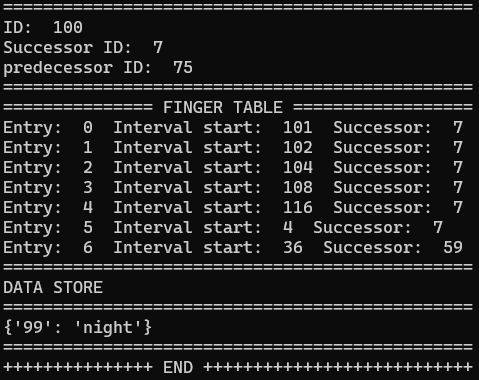 ===============================================
ID:  100
Successor ID:  7
predecessor ID:  75
===============================================
=============== FINGER TABLE ==================
Entry:  0  Interval start:  101  Successor:  7
Entry:  1  Interval start:  102  Successor:  7
Entry:  2  Interval start:  104  Successor:  7
Entry:  3  Interval start:  108  Successor:  7
Entry:  4  Interval start:  116  Successor:  7
Entry:  5  Interval start:  4  Successor:  7
Entry:  6  Interval start:  36  Successor:  59
===============================================
DATA STORE
===============================================
{'99': 'night'}
===============================================
+++++++++++++++ END +++++++++++++++++++++++++++